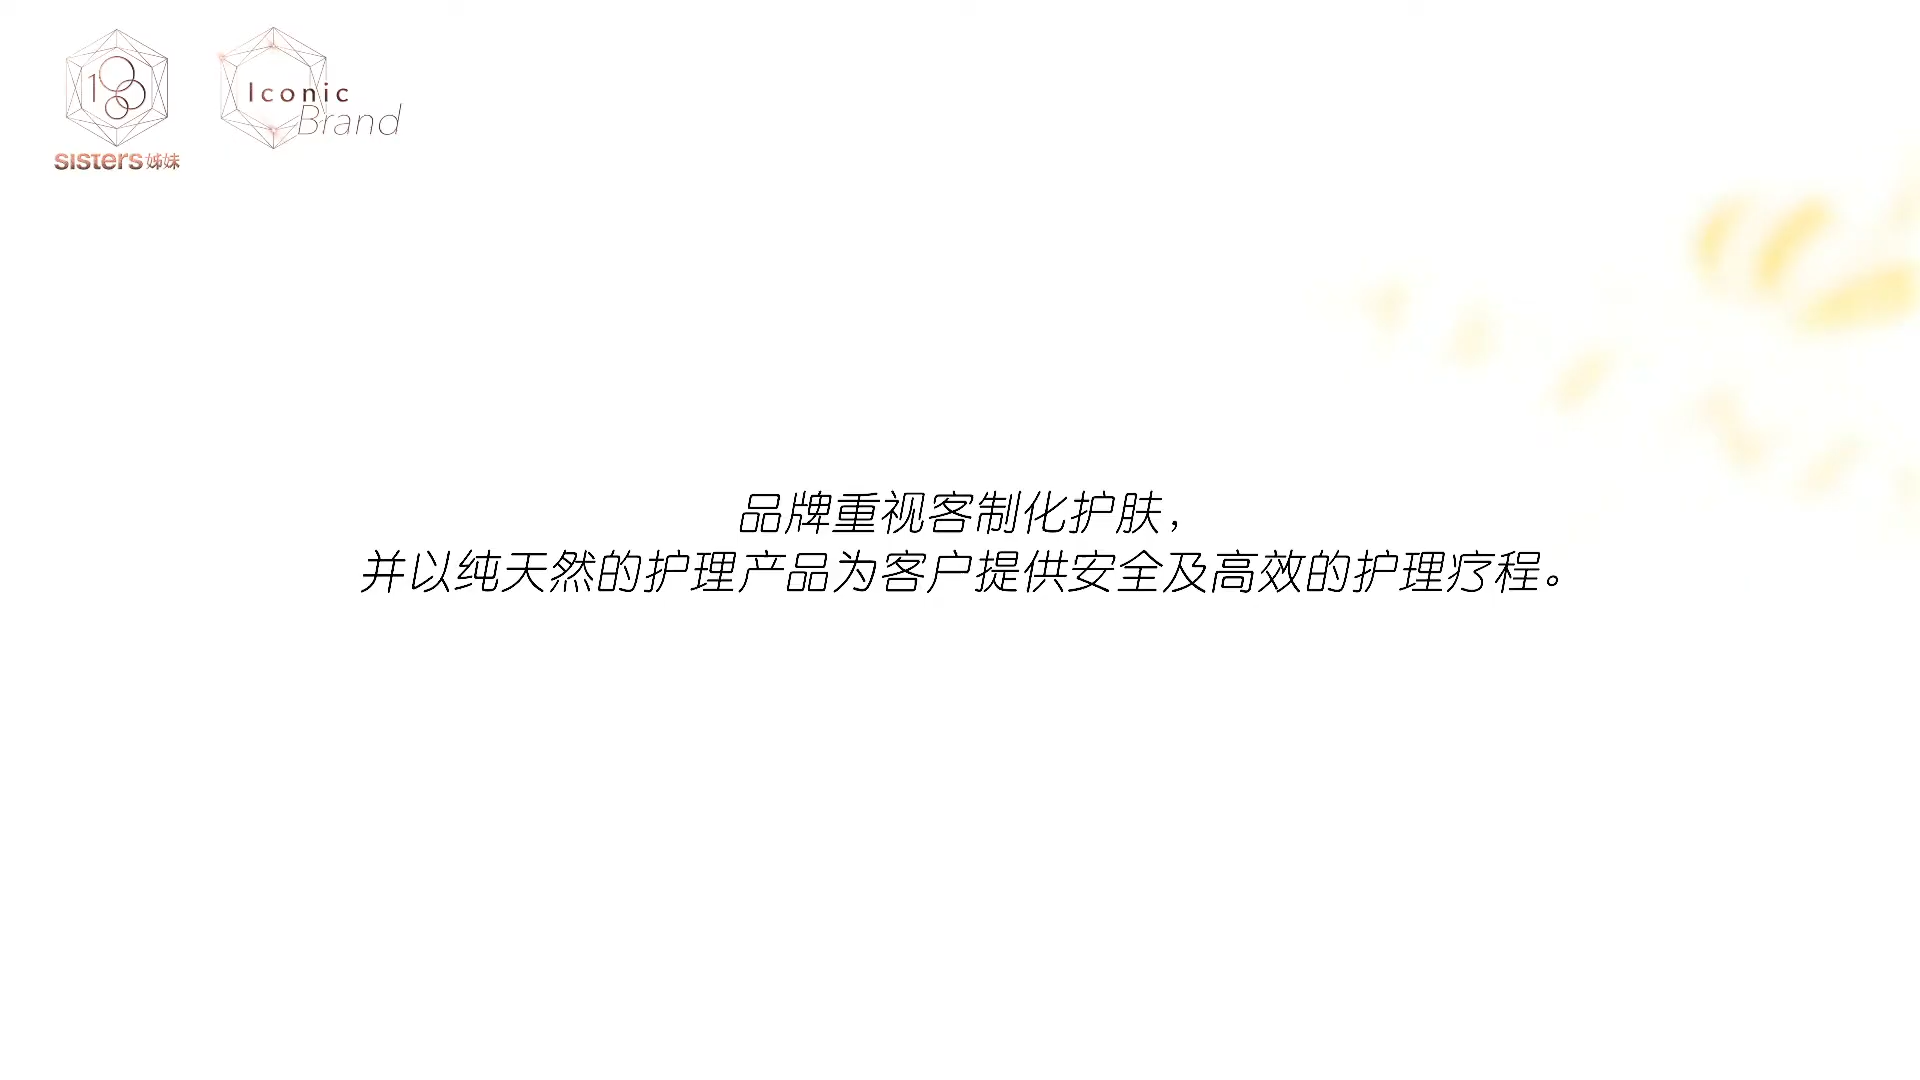 188
sisters姊妹
Iconic
Brand
品牌重视客制化护肤，
并以纯天然的护理产品为客户提供安全及高效的护理疗程。